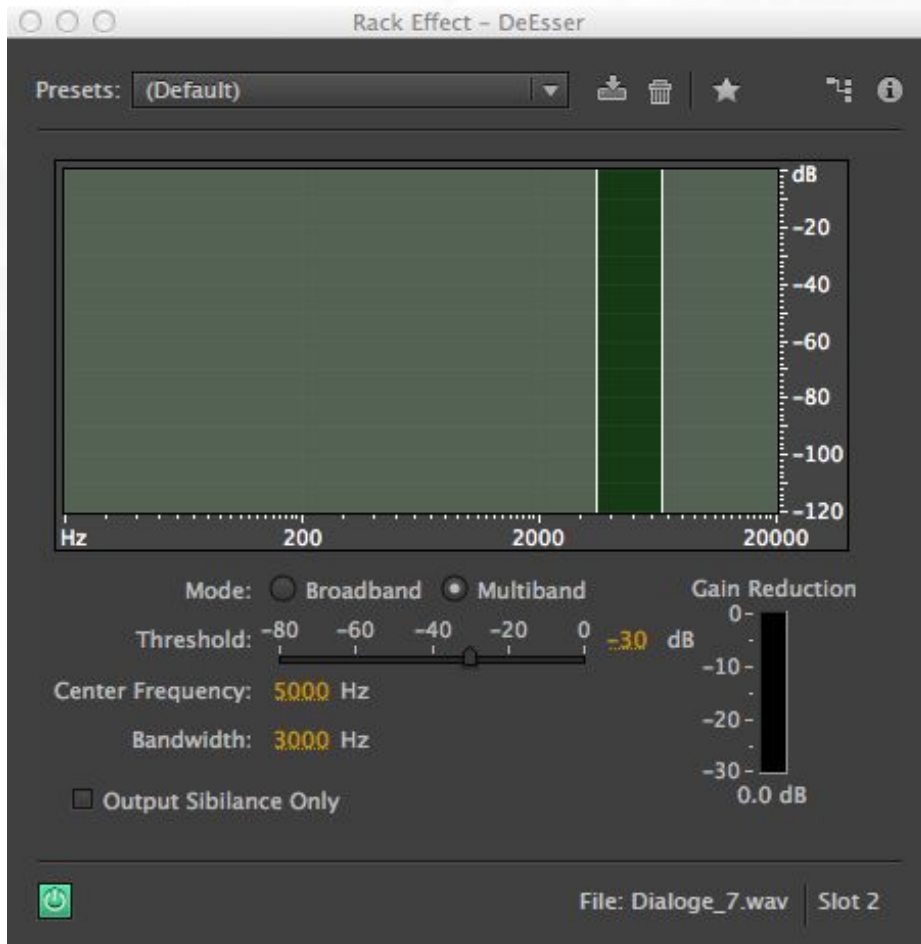 Rack Effect – DeEsser
Presets: (Default)
dB
-20
-40
-60
-80
-100
-120
Hz 200 2000 20000
Mode: Broadband Multiband
Gain Reduction
Threshold: -80 -60 -40 -20 0 -30 dB
Center Frequency: 5000 Hz
Bandwidth: 3000 Hz
0-
-10-
-20-
-30-
0.0 dB
Output Sibilance Only
File: Dialoge_7.wav Slot 2